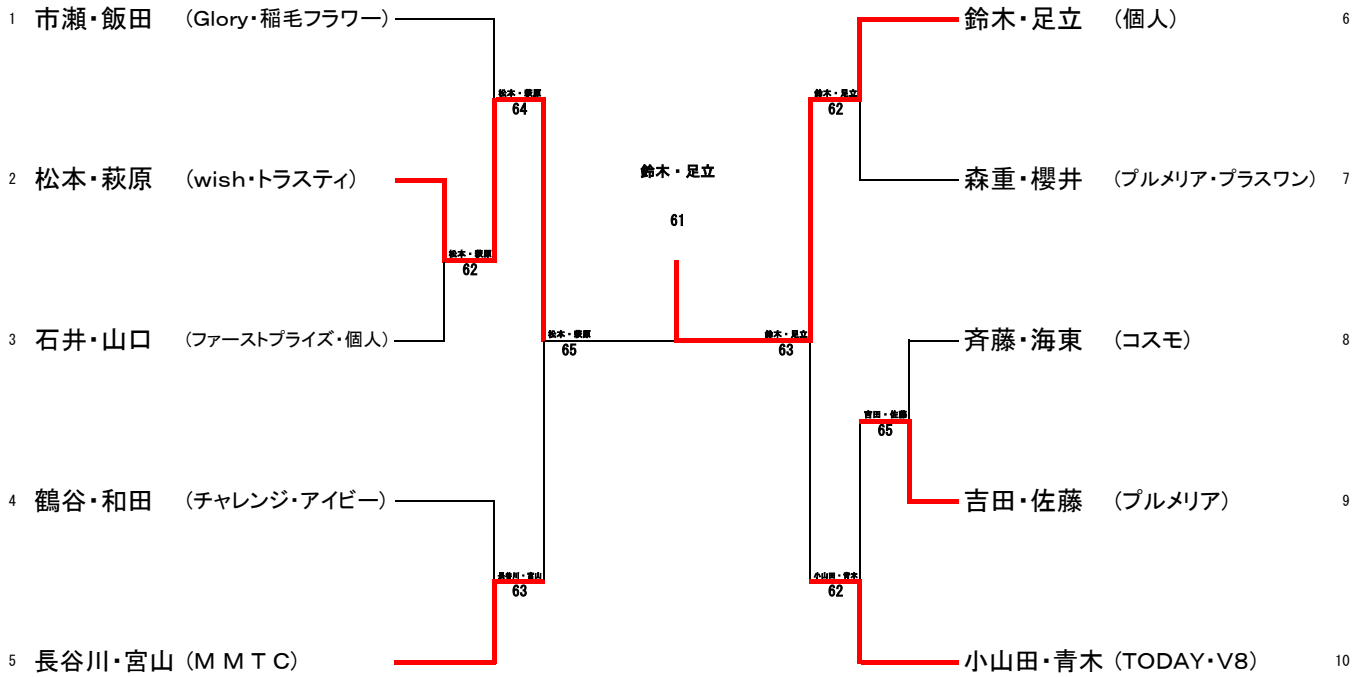 1 市瀬・飯田 (Glory・稲毛フラワー)
鈴木・足立 (個人) 6
松本・萩原
64
鈴木・足立
62
2 松本・萩原 (wish・トラスティ)
鈴木・足立
61
森重・櫻井 (プルメリア・プラスワン) 7
松本・萩原
62
3 石井・山口 (ファーストプライズ・個人)
松本・萩原
65
鈴木・足立
63
斉藤・海東 (コスモ) 8
吉田・佐藤
65
4 鶴谷・和田 (チャレンジ・アイビー)
吉田・佐藤 (プルメリア) 9
長谷川・宮山
63
小山田・青木
62
5 長谷川・宮山 (MMTC)
小山田・青木 (TODAY・V8) 10